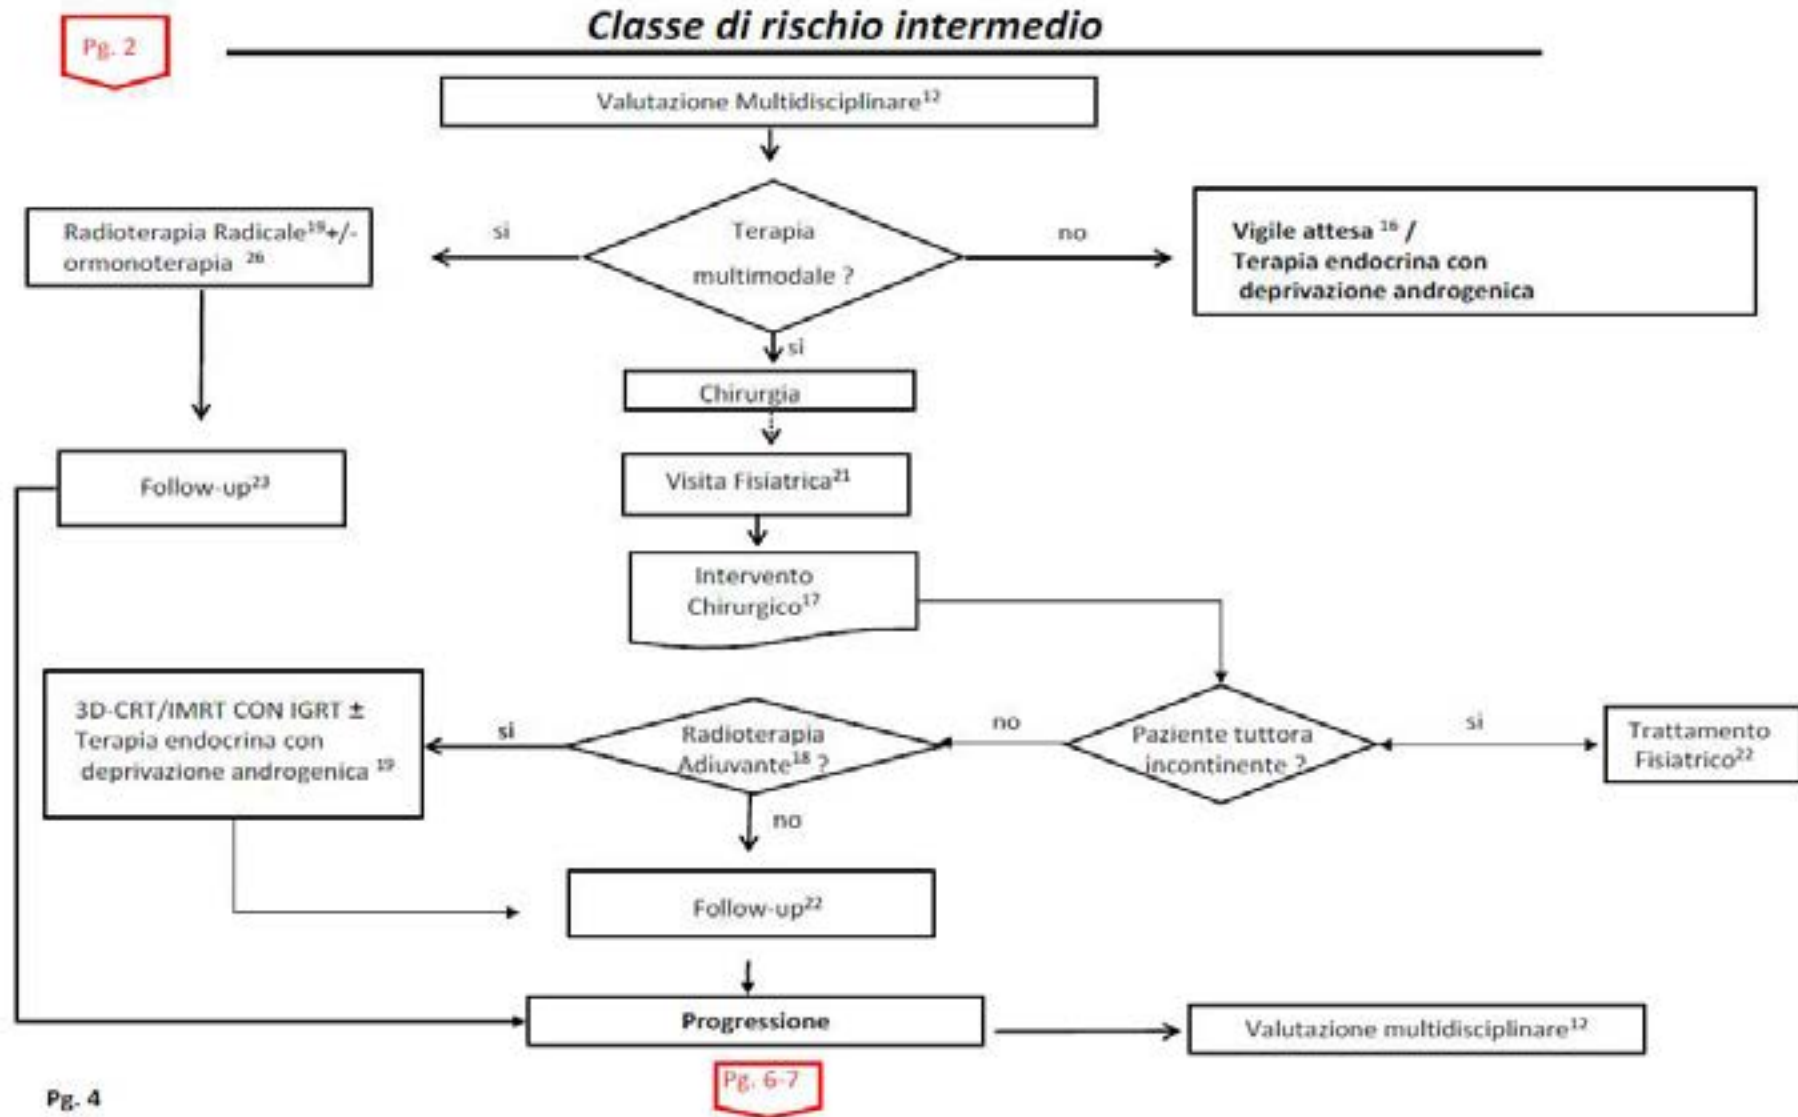 Classe di rischio intermedio
Pg. 2
Valutazione Multidisciplinare¹²
Radioterapia Radicale¹⁹+/-
ormonoterapia ²⁶
si
Terapia
multimodale ?
no
Vigile attesa ¹⁶ /
Terapia endocrina con
deprivazione androgenica
si
Chirurgia
Visita Fisiatrica²¹
Follow-up²³
Intervento
Chirurgico¹⁷
3D-CRT/IMRT CON IGRT ±
Terapia endocrina con
deprivazione androgenica ¹⁹
si
Radioterapia
Adiuvante¹⁸ ?
no
Paziente tuttora
incontinente ?
si
Trattamento
Fisiatrico²²
no
Follow-up²²
Progressione
Valutazione multidisciplinare¹²
Pg. 6-7
Pg. 4